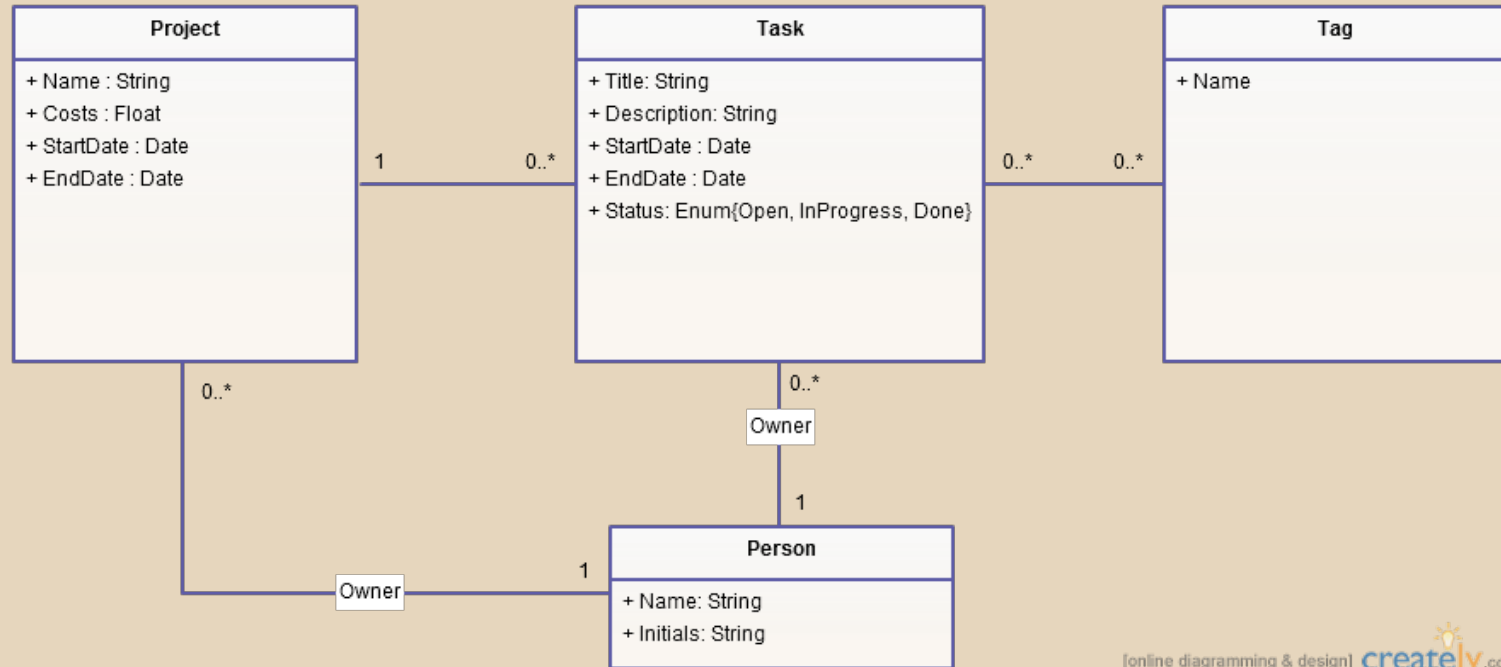 Project
+ Name : String
+ Costs : Float
+ StartDate : Date
+ EndDate : Date
1
0..*
Task
+ Title: String
+ Description: String
+ StartDate : Date
+ EndDate : Date
+ Status: Enum{Open, InProgress, Done}
0..*
0..*
Tag
+ Name
0..*
0..*
Owner
1
Owner
1
Person
+ Name: String
+ Initials: String
[online diagramming & design] creately.co